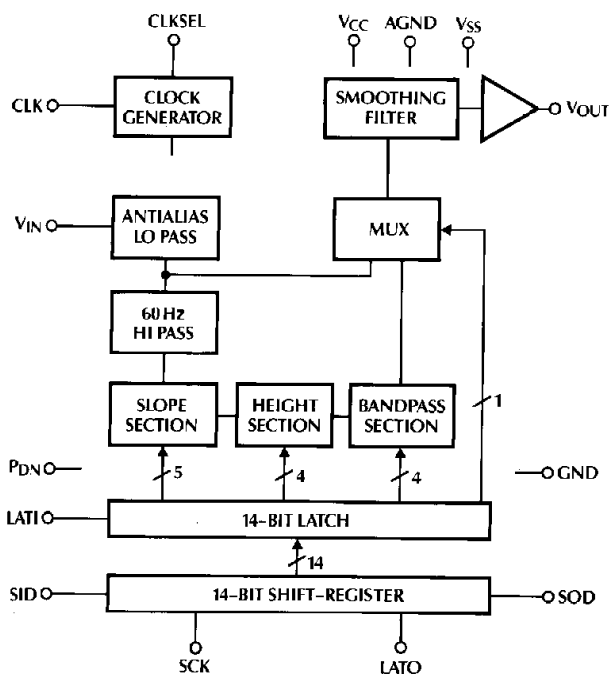 CLKSEL
VCC
AGND
VSS
CLK
CLOCK
GENERATOR
SMOOTHING
FILTER
VOUT
VIN
ANTIALIAS
LO PASS
MUX
60 Hz
HI PASS
SLOPE
SECTION
HEIGHT
SECTION
BANDPASS
SECTION
1
PDN
5
4
4
GND
LATI
14-BIT LATCH
14
SID
14-BIT SHIFT-REGISTER
SOD
SCK
LATO